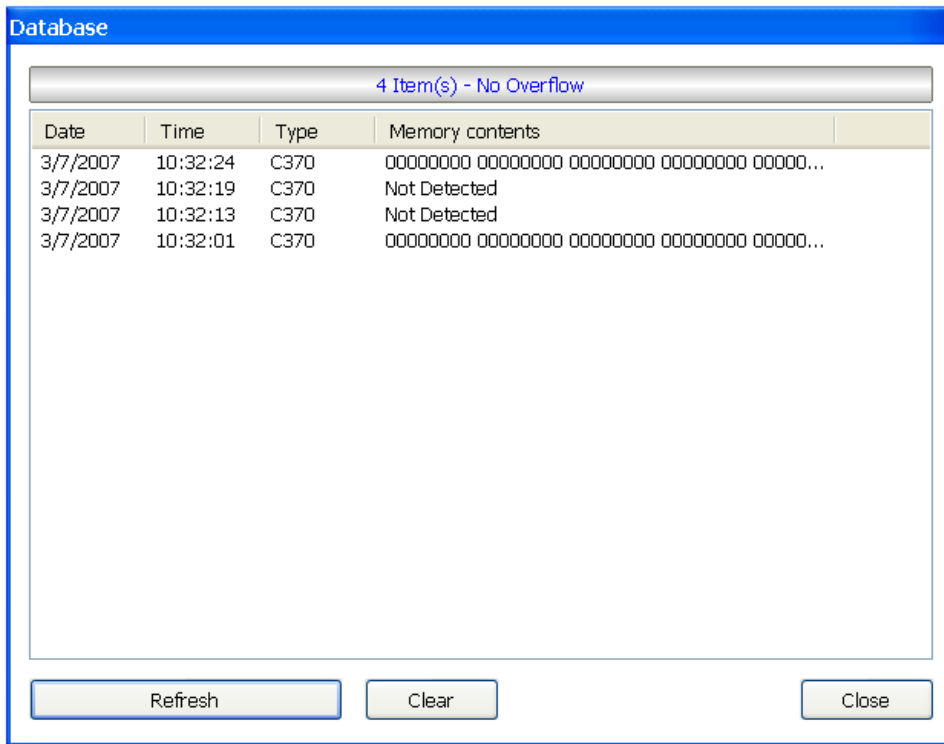 Database
4 Item(s) - No Overflow
Date Time Type Memory contents
3/7/2007 10:32:24 C370 00000000 00000000 00000000 00000000 00000...
3/7/2007 10:32:19 C370 Not Detected
3/7/2007 10:32:13 C370 Not Detected
3/7/2007 10:32:01 C370 00000000 00000000 00000000 00000000 00000...
Refresh Clear Close